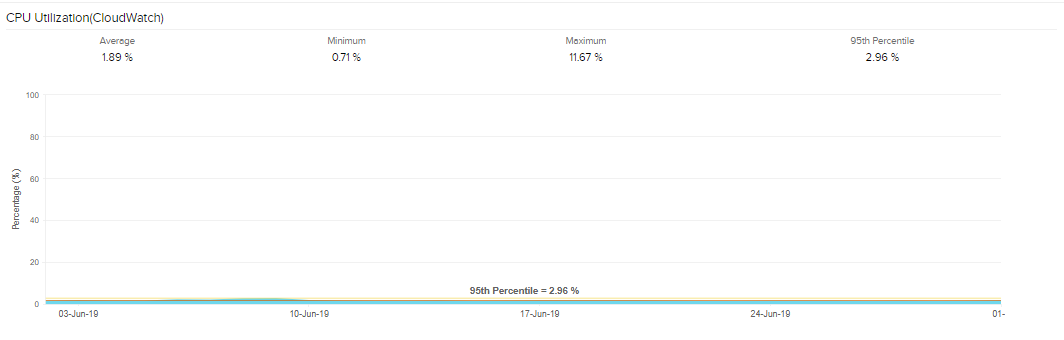 CPU Utilization(CloudWatch)
Average Minimum Maximum 95th Percentile
1.89 % 0.71 % 11.67 % 2.96 %
100
80
60
40
20
0
Percentage (%)
95th Percentile = 2.96 %
03-Jun-19 10-Jun-19 17-Jun-19 24-Jun-19 01-